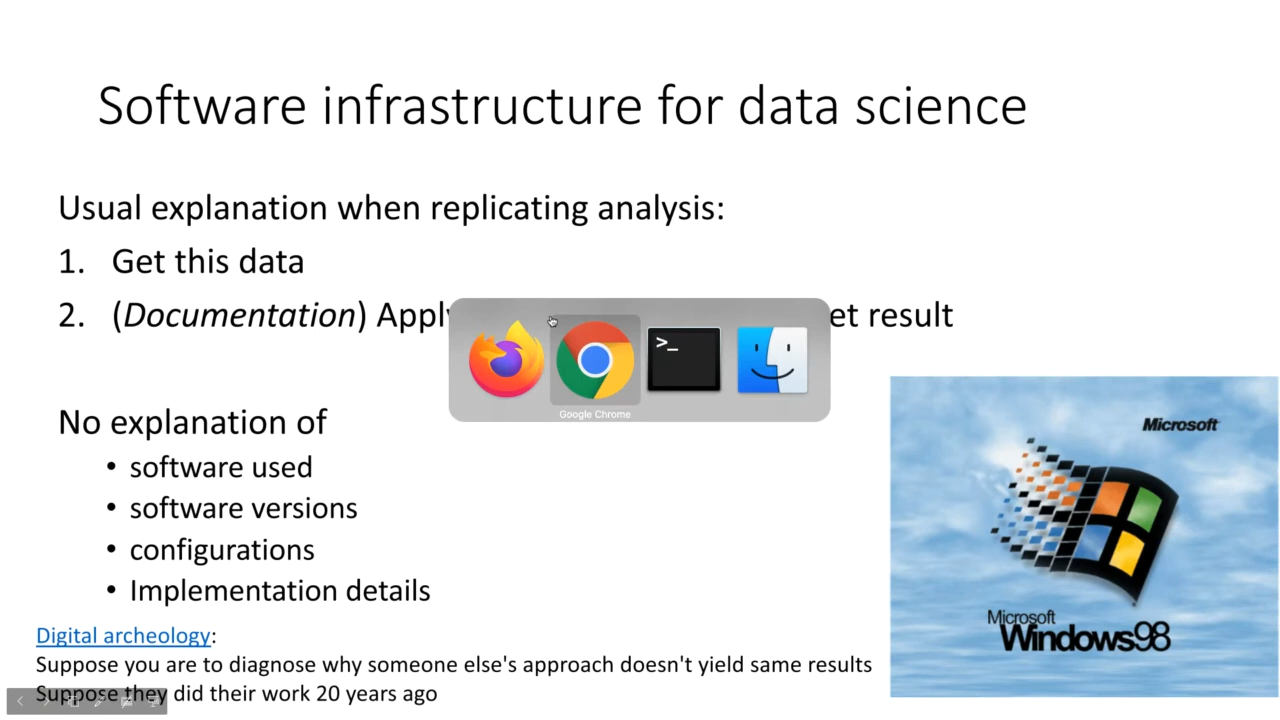 Software infrastructure for data science
Usual explanation when replicating analysis:
1. Get this data
2. (Documentation) Apply et result
>_
Google Chrome
No explanation of
• software used
• software versions
• configurations
• Implementation details
Microsoft
Microsoft
Windows98
Digital archeology:
Suppose you are to diagnose why someone else's approach doesn't yield same results
Suppose they did their work 20 years ago